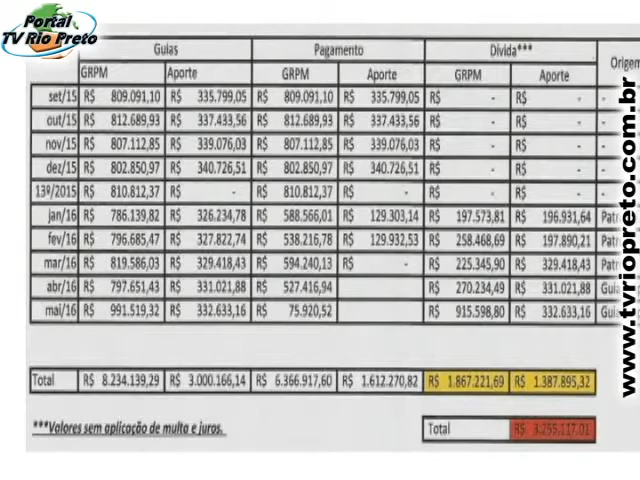 Portal
TV Rio Preto
Guias Pagamento Dívida***
GRPM Aporte GRPM Aporte GRPM Aporte Origem
set/15 R$ 809.091,10 R$ 335.799,05 R$ 809.091,10 R$ 335.799,05 R$ - R$ - -
out/15 R$ 812.689,93 R$ 337.433,56 R$ 812.689,93 R$ 337.433,56 R$ - R$ - -
nov/15 R$ 807.112,85 R$ 339.076,03 R$ 807.112,85 R$ 339.076,03 R$ - R$ - -
dez/15 R$ 802.850,97 R$ 340.726,51 R$ 802.850,97 R$ 340.726,51 R$ - R$ - -
13º/2015 R$ 810.812,37 R$ - R$ 810.812,37 R$ - R$ - R$ - -
jan/16 R$ 786.139,82 R$ 326.234,78 R$ 588.566,01 R$ 129.303,14 R$ 197.573,81 R$ 196.931,64 Patr
fev/16 R$ 796.685,47 R$ 327.822,74 R$ 538.216,78 R$ 129.932,53 R$ 258.468,69 R$ 197.890,21 Patr
mar/16 R$ 819.586,03 R$ 329.418,43 R$ 594.240,13 R$ - R$ 225.345,90 R$ 329.418,43 Patr
abr/16 R$ 797.651,43 R$ 331.021,88 R$ 527.416,94 R$ 270.234,49 R$ 331.021,88 Guia
mai/16 R$ 991.519,32 R$ 332.633,16 R$ 75.920,52 R$ 915.598,80 R$ 332.633,16 Guia
Total R$ 8.234.139,29 R$ 3.000.166,14 R$ 6.366.917,60 R$ 1.612.270,82 R$ 1.867.221,69 R$ 1.387.895,32
***Valores sem aplicação de multa e juros.
Total R$ 3.255.117,01
www.tvriopreto.com.br